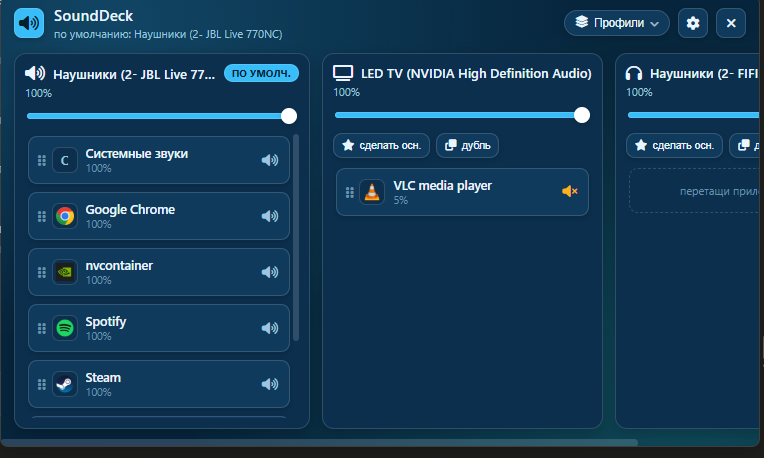 SoundDeck
по умолчанию: Наушники (2- JBL Live 770NC)
Профили
Наушники (2- JBL Live 77...
ПО УМОЛЧ.
100%
C
Системные звуки
100%
Google Chrome
100%
nvcontainer
100%
Spotify
100%
Steam
100%
LED TV (NVIDIA High Definition Audio)
100%
сделать осн.
дубль
VLC media player
5%
Наушники (2- FIFI
100%
сделать осн.
перетащи